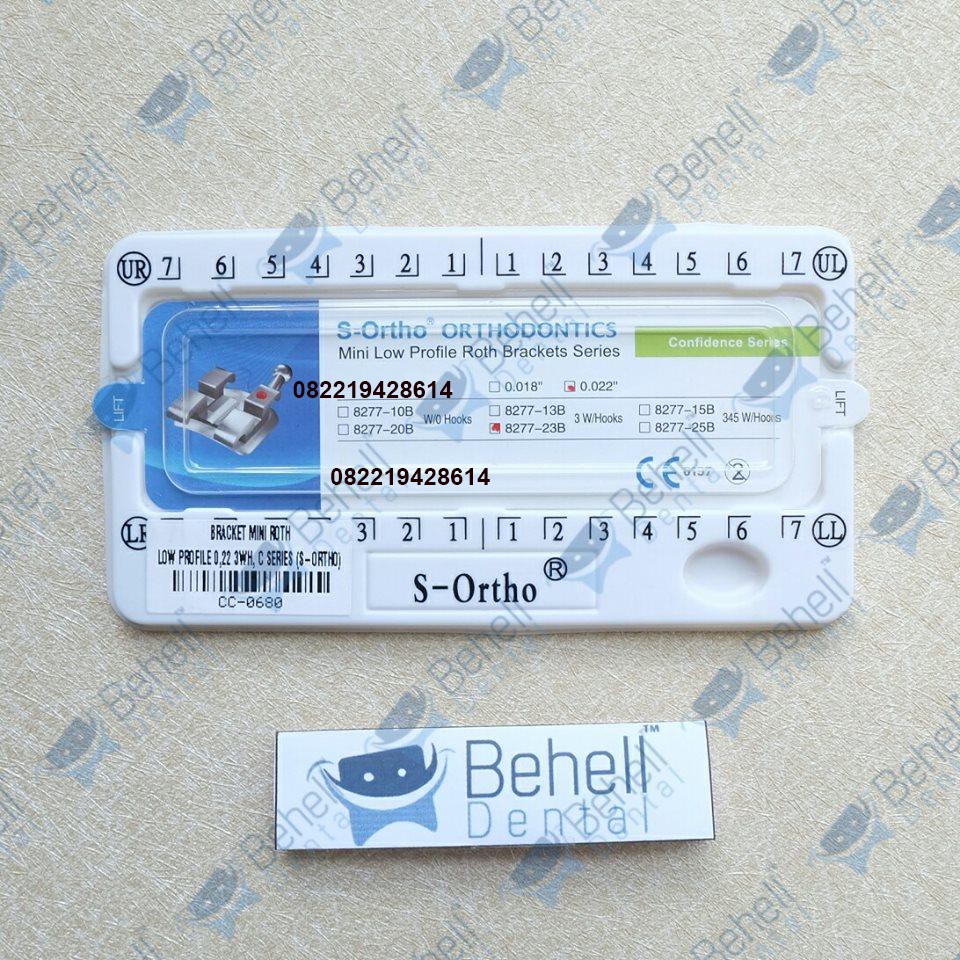 UR 7 6 5 4 3 2 1 1 2 3 4 5 6 7 UL
S-Ortho® ORTHODONTICS
Confidence Series
Mini Low Profile Roth Brackets Series
082219428614
0.018" 0.022"
8277-10B W/0 Hooks 8277-13B 3 W/Hooks 8277-15B 345 W/Hooks
8277-20B 8277-23B 8277-25B
LIFT
LIFT
082219428614
CE 0197 2
3 2 1 1 2 3 4 5 6 7 LL
BRACKET MINI ROTH
LOW PROFILE 0,22 3WH, C SERIES (S-ORTHO)
CC-0680
S-Ortho®
Behell™
Dental